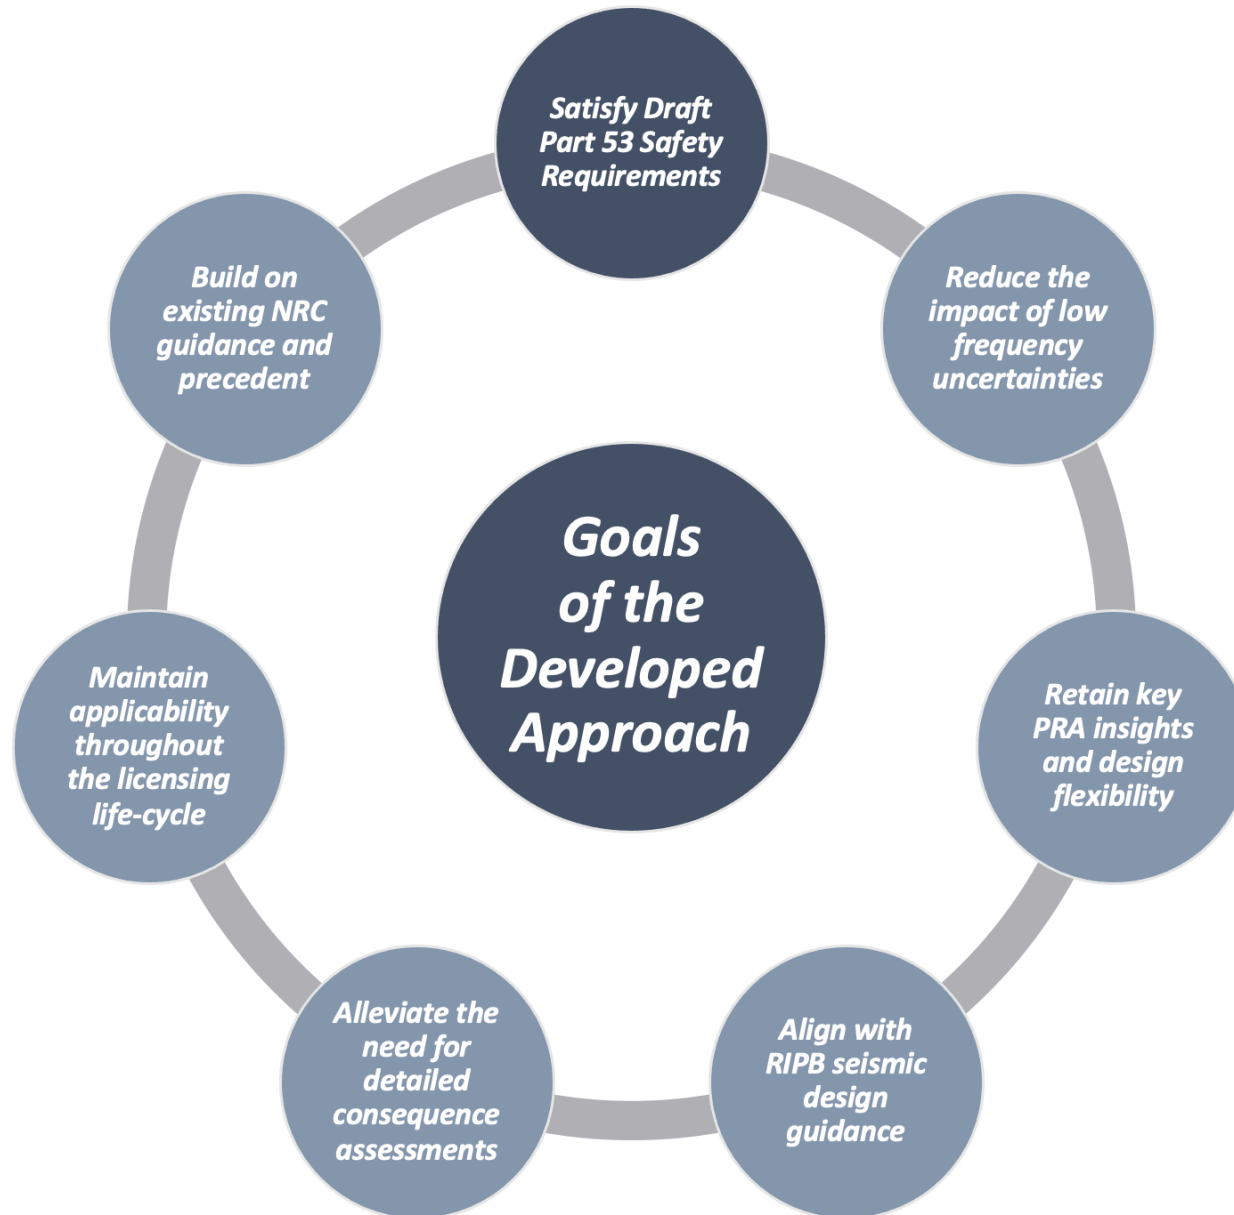 Satisfy Draft
Part 53 Safety
Requirements
Reduce the
impact of low
frequency
uncertainties
Retain key
PRA insights
and design
flexibility
Align with
RIPB seismic
design
guidance
Alleviate the
need for
detailed
consequence
assessments
Maintain
applicability
throughout
the licensing
life-cycle
Build on
existing NRC
guidance and
precedent
Goals
of the
Developed
Approach